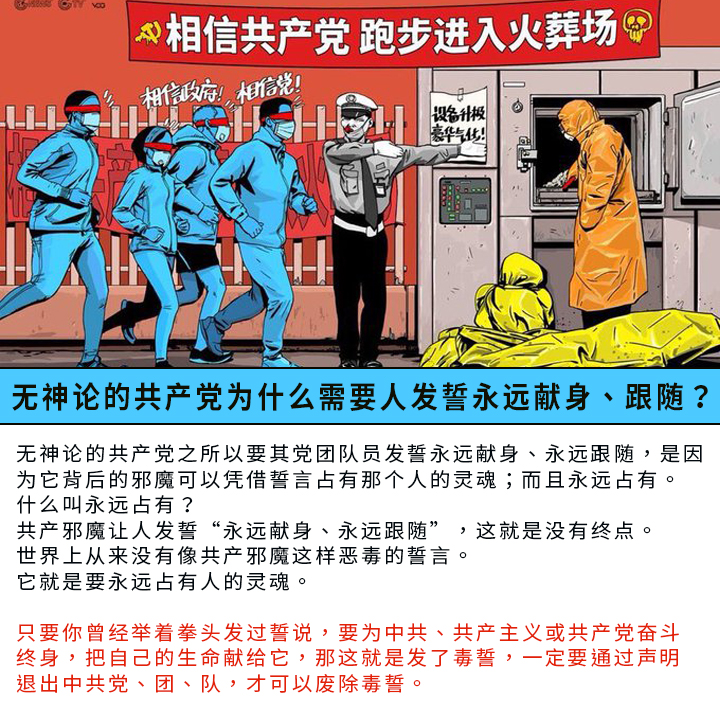 相信共产党 跑步进入火葬场
相信政府! 相信党!
设备升级
豪华气化!
无神论的共产党为什么需要人发誓永远献身、跟随？
无神论的共产党之所以要其党团队员发誓永远献身、永远跟随，是因
为它背后的邪魔可以凭借誓言占有那个人的灵魂；而且永远占有。
什么叫永远占有？
共产邪魔让人发誓“永远献身、永远跟随”，这就是没有终点。
世界上从来没有像共产邪魔这样恶毒的誓言。
它就是要永远占有人的灵魂。
只要你曾经举着拳头发过誓说，要为中共、共产主义或共产党奋斗
终身，把自己的生命献给它，那这就是发了毒誓，一定要通过声明
退出中共党、团、队，才可以废除毒誓。